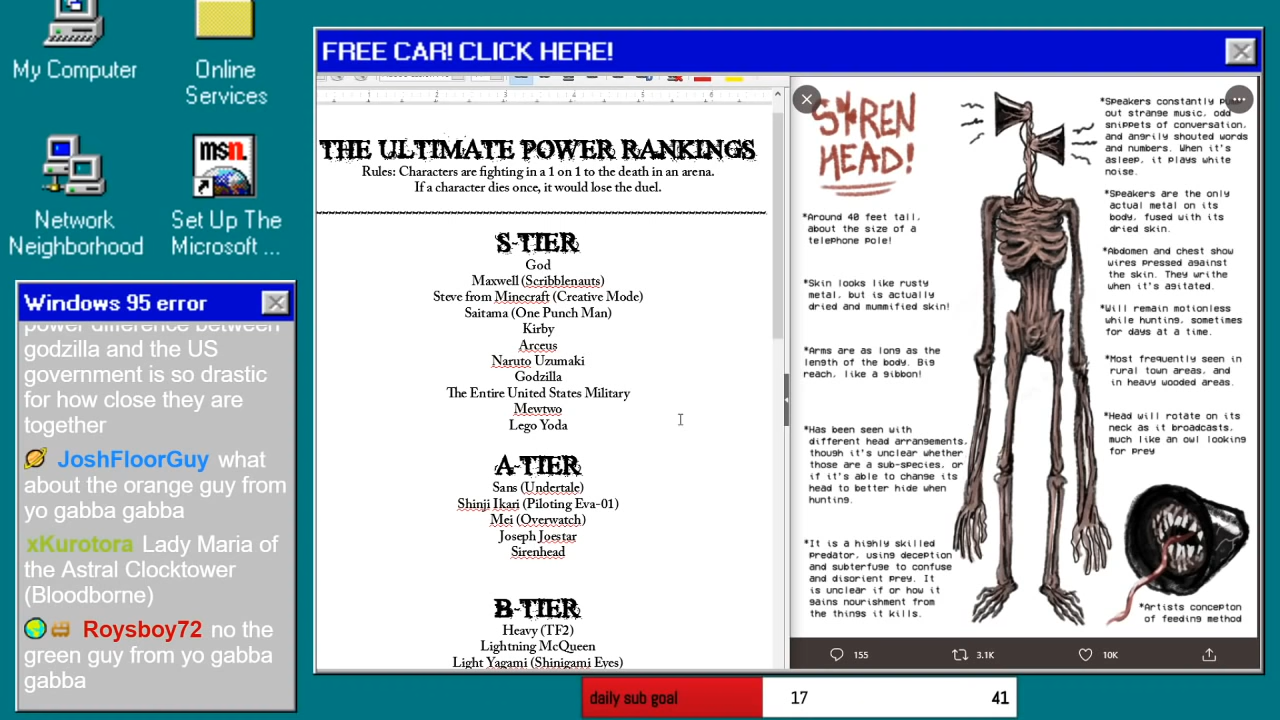 My Computer
Online
Services
Network
Neighborhood
msn.
Set Up The
Microsoft ...
Windows 95 error
power difference between
godzilla and the US
government is so drastic
for how close they are
together
JoshFloorGuy what
about the orange guy from
yo gabba gabba
xKurotora Lady Maria of
the Astral Clocktower
(Bloodborne)
Roysboy72 no the
green guy from yo gabba
gabba
FREE CAR! CLICK HERE!
THE ULTIMATE POWER RANKINGS
Rules: Characters are fighting in a 1 on 1 to the death in an arena.
If a character dies once, it would lose the duel.
S-TIER
God
Maxwell (Scribblenauts)
Steve from Minecraft (Creative Mode)
Saitama (One Punch Man)
Kirby
Arceus
Naruto Uzumaki
Godzilla
The Entire United States Military
Mewtwo
Lego Yoda
A-TIER
Sans (Undertale)
Shinji Ikari (Piloting Eva-01)
Mei (Overwatch)
Joseph Joestar
Sirenhead
B-TIER
Heavy (TF2)
Lightning McQueen
Light Yagami (Shinigami Eyes)
SIREN
HEAD!
*Around 40 feet tall,
about the size of a
telephone pole!
*Skin looks like rusty
metal, but is actually
dried and mummified skin!
*Arms are as long as the
length of the body. Big
reach, like a gibbon!
*Has been seen with
different head arrangements,
though it's unclear whether
those are a sub-species, or
if it's able to change its
head to better hide when
hunting.
*It is a highly skilled
predator, using deception
and subterfuge to confuse
and disorient prey. It
is unclear if or how it
gains nourishment from
the things it kills.
*Speakers constantly
out strange music, odd
snippets of conversation,
and angrily shouted words
and numbers. When it's
asleep, it plays white
noise.
*Speakers are the only
actual metal on its
body, fused with its
dried skin.
*Abdomen and chest show
wires pressed against
the skin. They writhe
when it's agitated.
*Will remain motionless
while hunting, sometimes
for days at a time.
*Most frequently seen in
rural town areas, and
in heavy wooded areas.
*Head will rotate on its
neck as it broadcasts,
much like an owl looking
for prey
*Artists concepton
of feeding method
155
3.1K
10K
daily sub goal
17
41